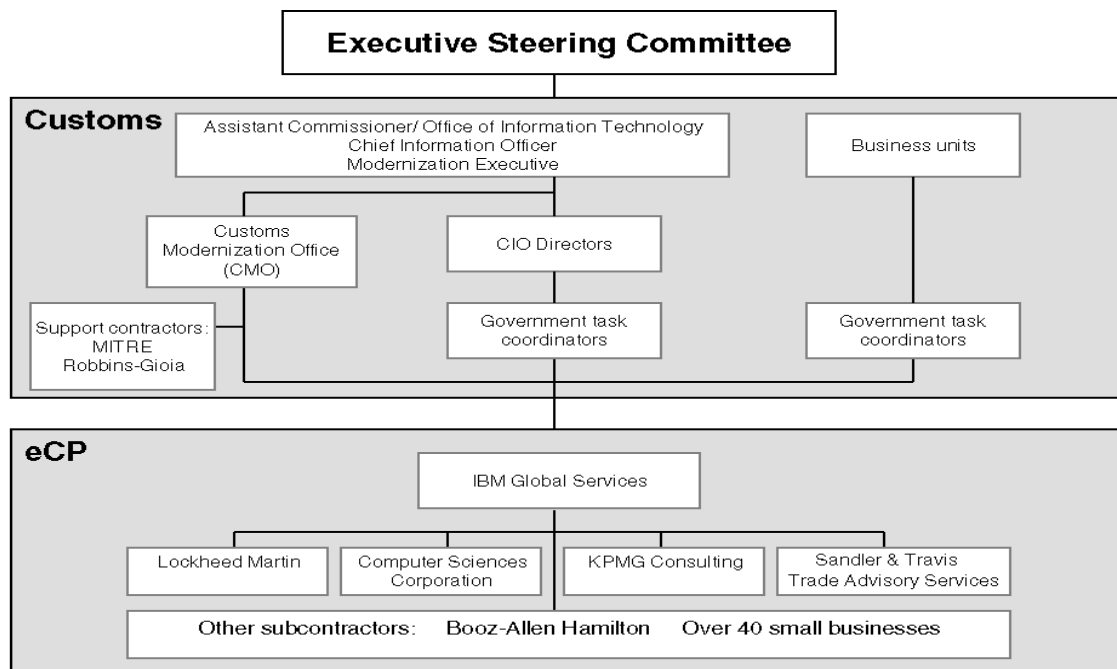 Executive Steering Committee
Customs
Assistant Commissioner/ Office of Information Technology
Chief Information Officer
Modernization Executive
Business units
Customs
Modernization Office
(CMO)
CIO Directors
Support contractors:
MITRE
Robbins-Gioia
Government task
coordinators
Government task
coordinators
eCP
IBM Global Services
Lockheed Martin
Computer Sciences
Corporation
KPMG Consulting
Sandler & Travis
Trade Advisory Services
Other subcontractors: Booz-Allen Hamilton Over 40 small businesses